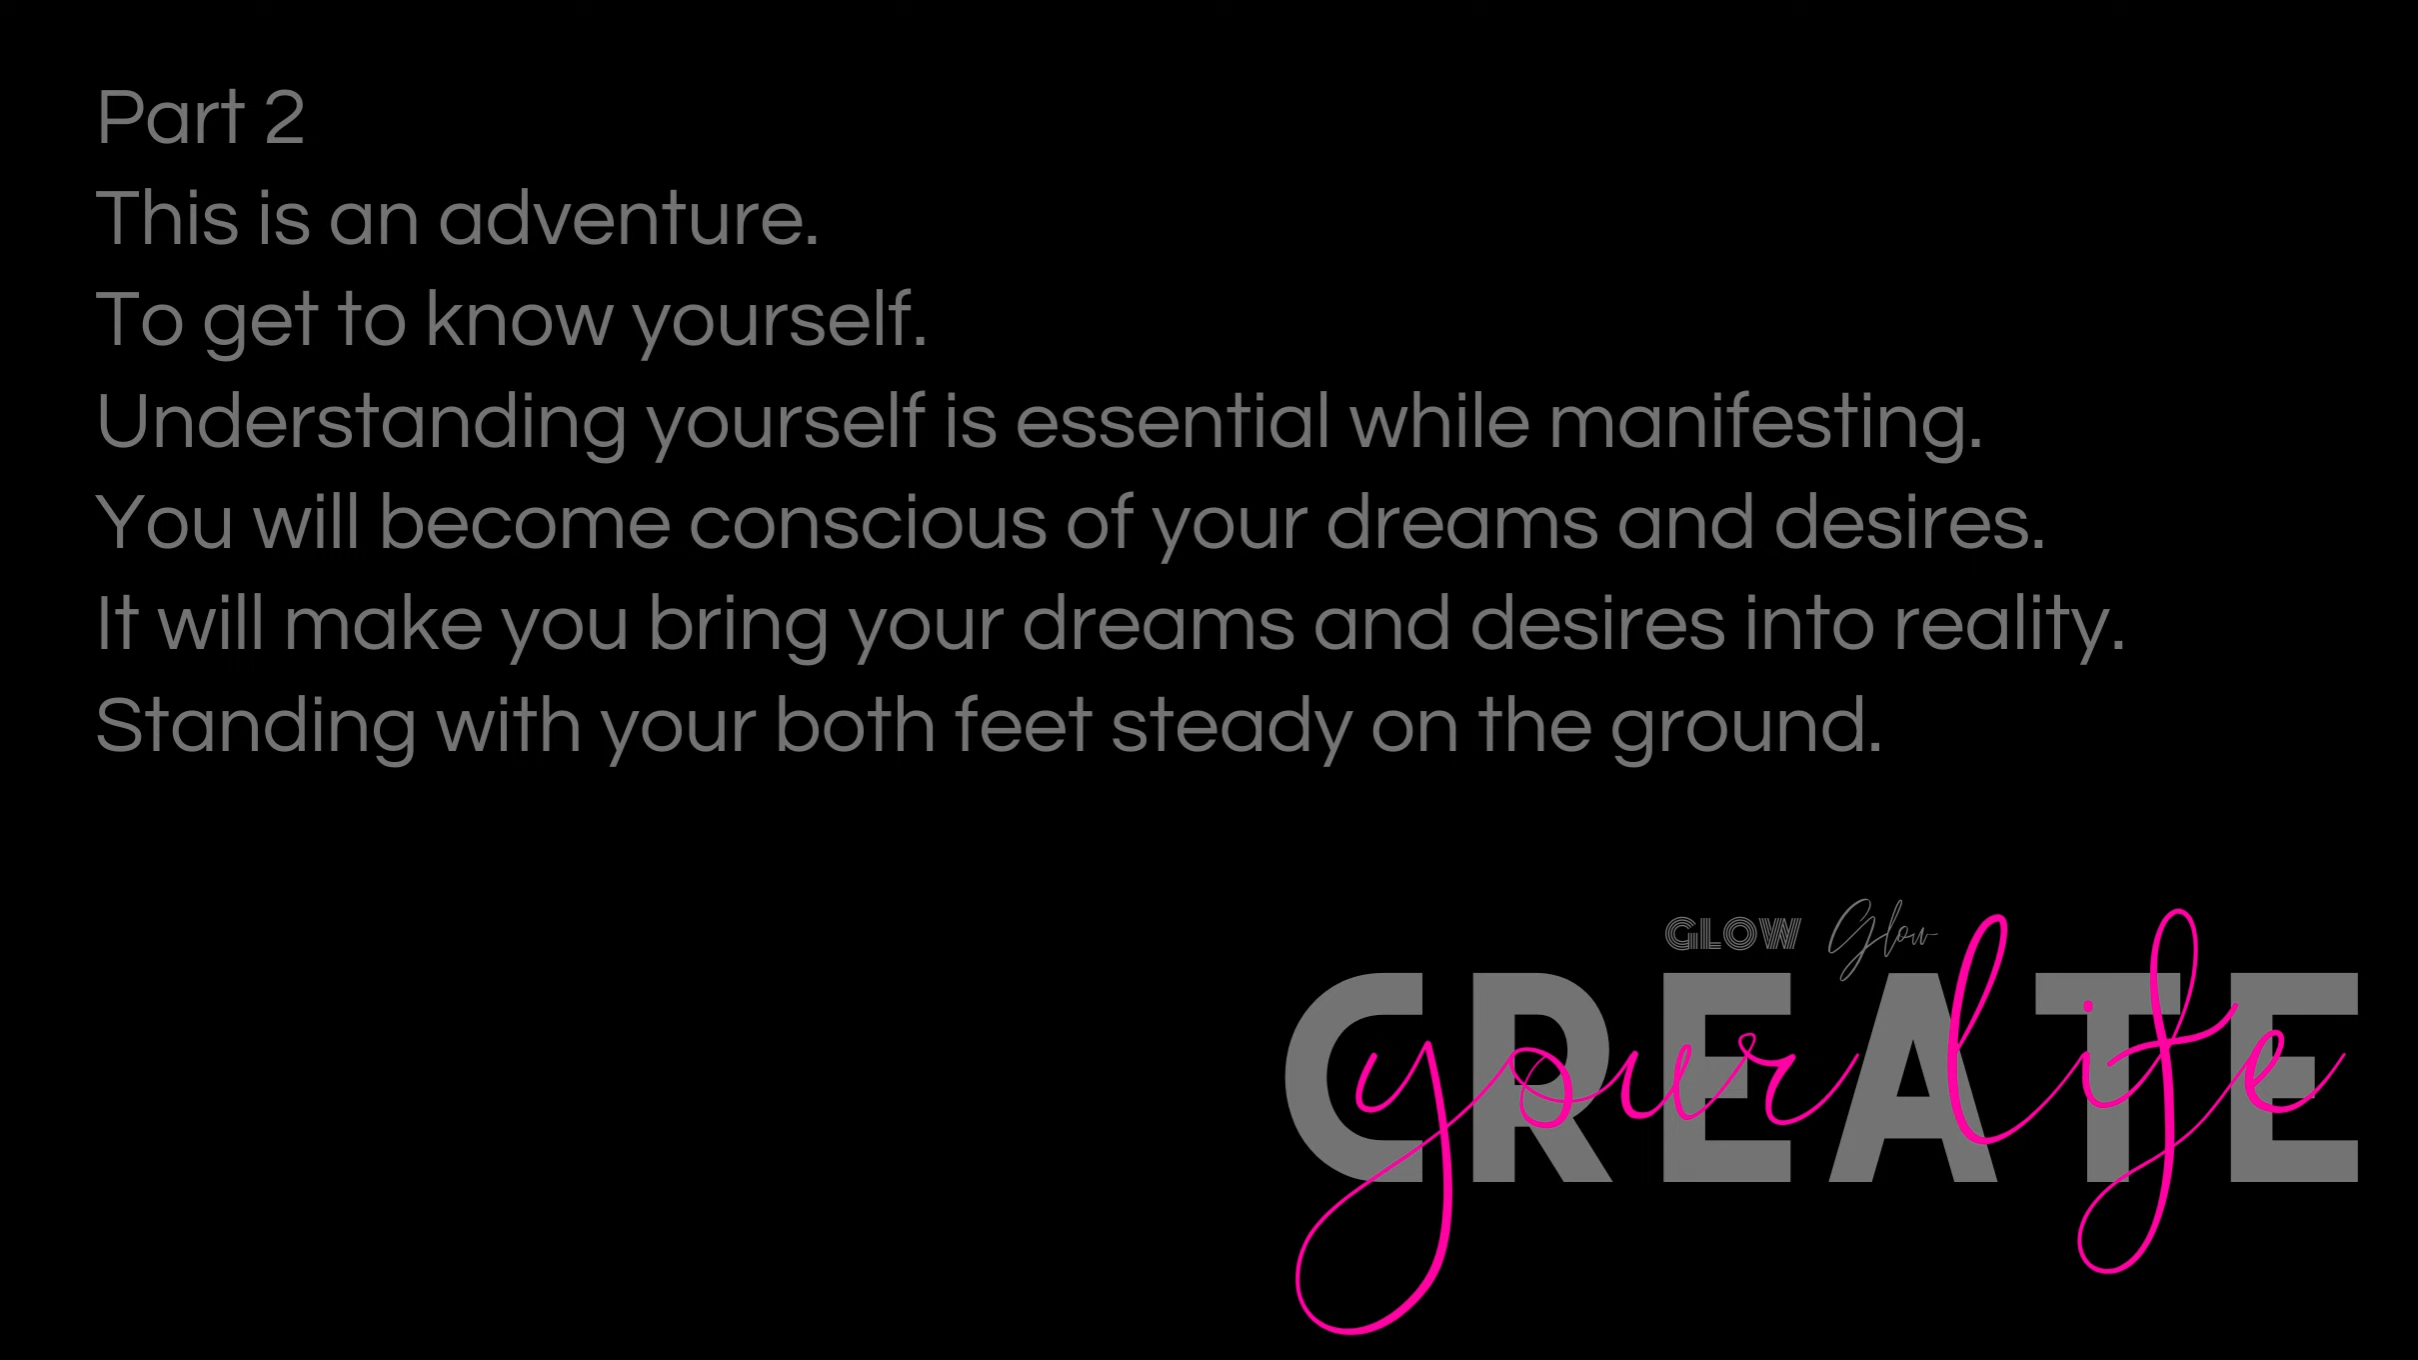 Part 2
This is an adventure.
To get to know yourself.
Understanding yourself is essential while manifesting.
You will become conscious of your dreams and desires.
It will make you bring your dreams and desires into reality.
Standing with your both feet steady on the ground.
GLOW Glow
CREATE
your life